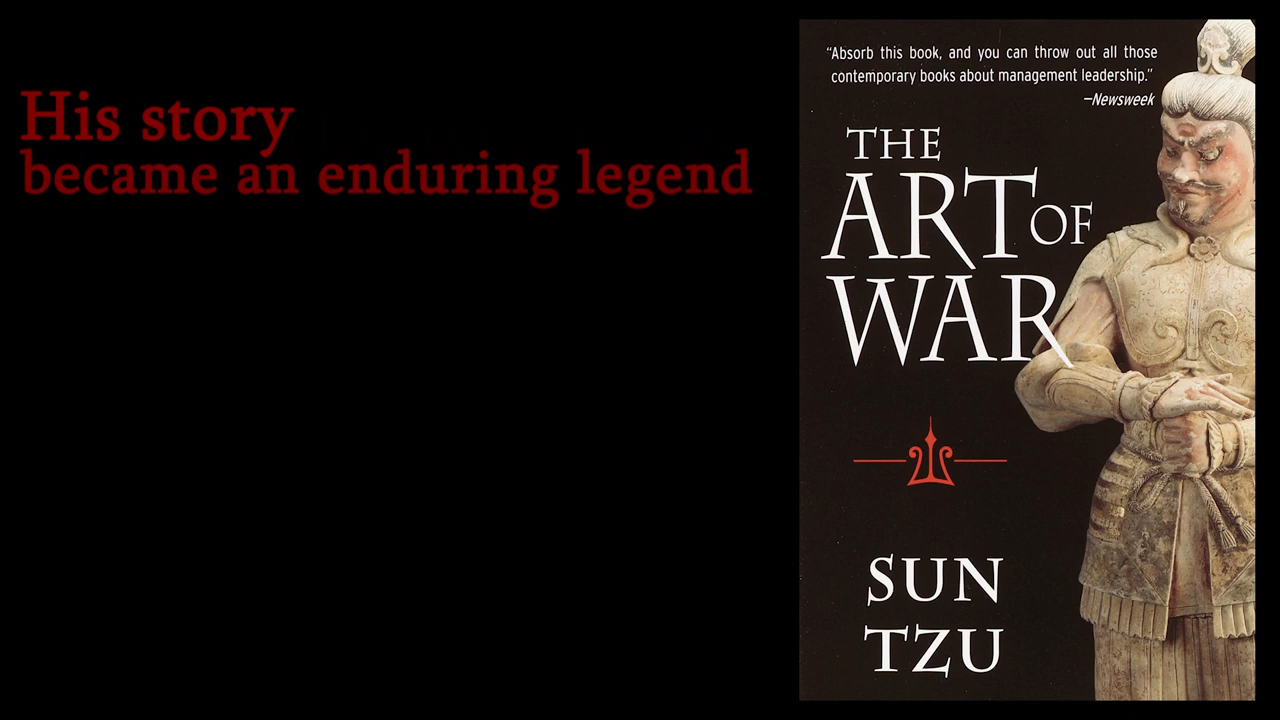 His story
became an enduring legend
“Absorb this book, and you can throw out all those
contemporary books about management leadership.”
—Newsweek
THE
ART OF
WAR
SUN
TZU